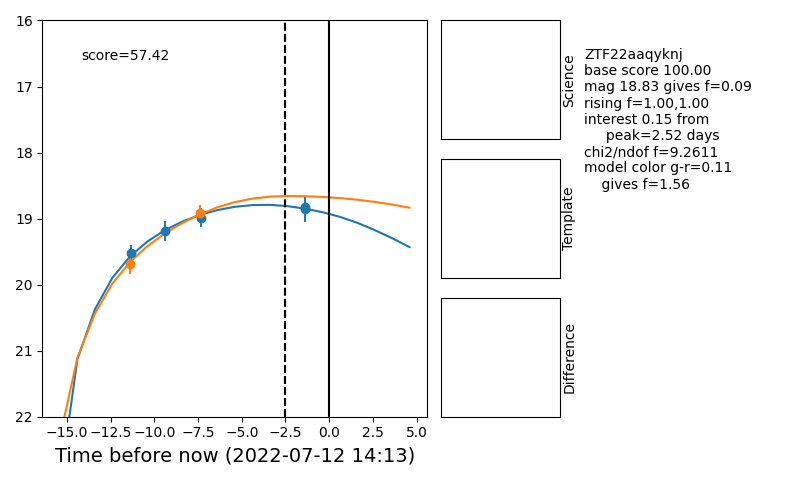 score=57.42
16
17
18
19
20
21
22
−15.0 −12.5 −10.0 −7.5 −5.0 −2.5 0.0 2.5 5.0
Time before now (2022-07-12 14:13)
Science
Template
Difference
ZTF22aaqyknj
base score 100.00
mag 18.83 gives f=0.09
rising f=1.00,1.00
interest 0.15 from
peak=2.52 days
chi2/ndof f=9.2611
model color g-r=0.11
gives f=1.56